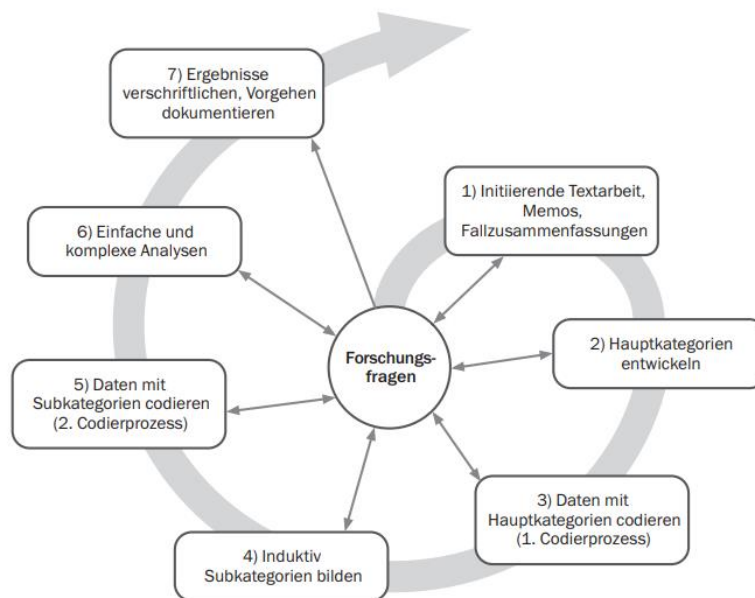 7) Ergebnisse
verschriftlichen, Vorgehen
dokumentieren
1) Initiierende Textarbeit,
Memos,
Fallzusammenfassungen
6) Einfache und
komplexe Analysen
Forschungs-
fragen
2) Hauptkategorien
entwickeln
5) Daten mit
Subkategorien codieren
(2. Codierprozess)
3) Daten mit
Hauptkategorien codieren
(1. Codierprozess)
4) Induktiv
Subkategorien bilden